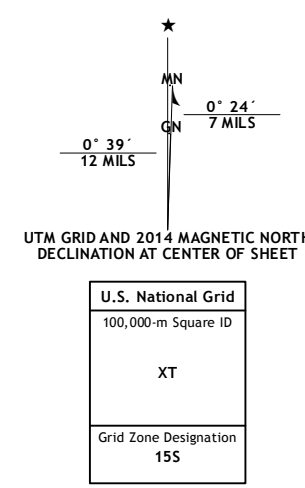 ★
MN
0° 24´
7 MILS
GN
0° 39´
12 MILS
UTM GRID AND 2014 MAGNETIC NORTH
DECLINATION AT CENTER OF SHEET
U.S. National Grid
100,000-m Square ID
XT
Grid Zone Designation
15S